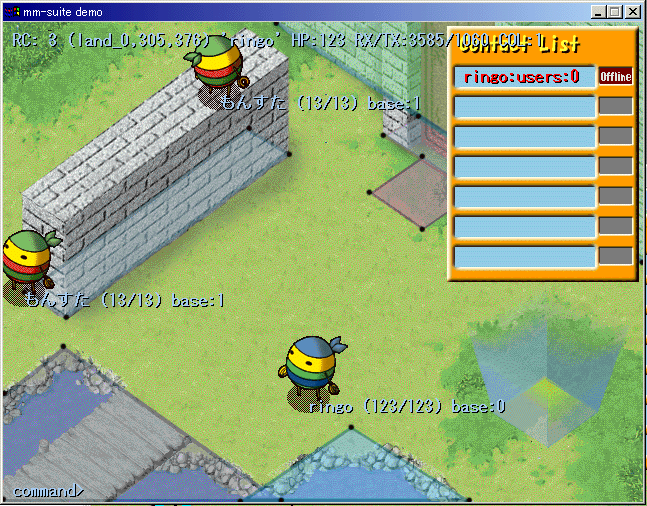 mm-suite demo
RC: 3 (land_0,305,376) 'ringo' HP:123 RX/TX:3585/1060 COL:1
Contact List
ringo:users:0 Offline
もんすた (13/13) base:1
もんすた (13/13) base:1
ringo (123/123) base:0
command>